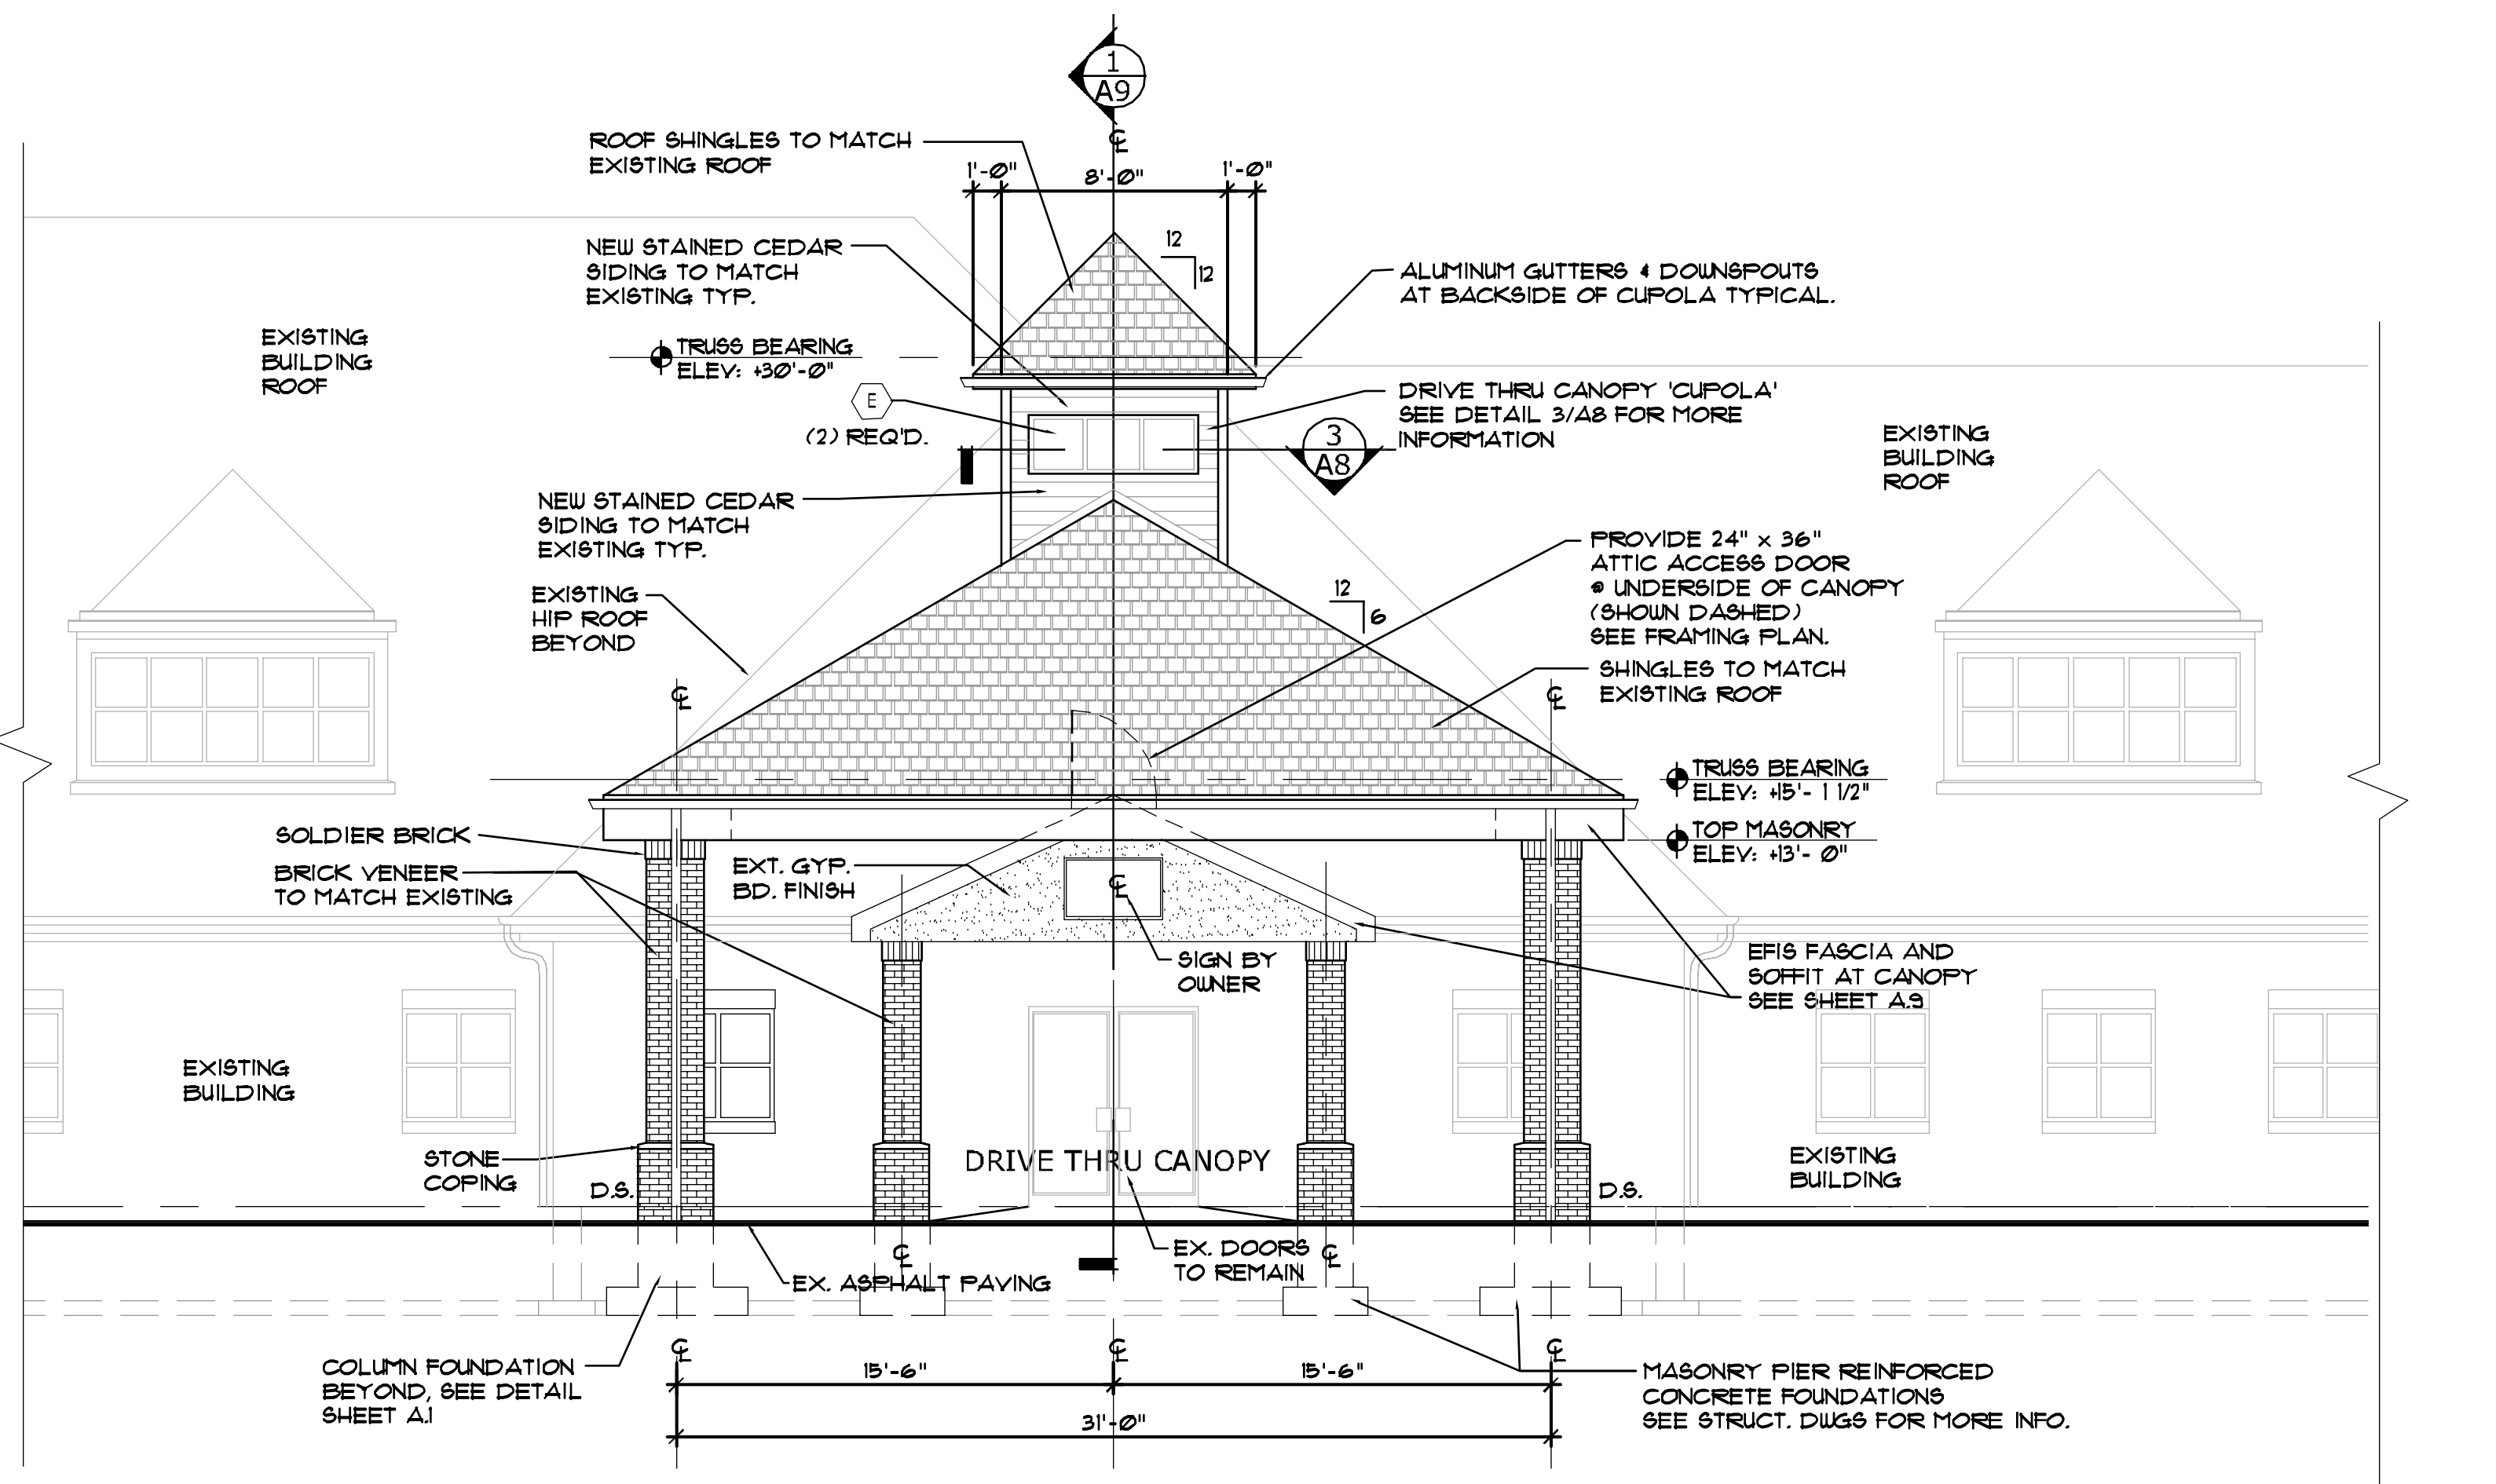 1
A9
℄
ROOF SHINGLES TO MATCH
EXISTING ROOF
1'-0"
8'-0"
1'-0"
NEW STAINED CEDAR
SIDING TO MATCH
EXISTING TYP.
12
12
ALUMINUM GUTTERS & DOWNSPOUTS
AT BACKSIDE OF CUPOLA TYPICAL.
EXISTING
BUILDING
ROOF
TRUSS BEARING
ELEV: +30'-0"
E
(2) REQ'D.
DRIVE THRU CANOPY 'CUPOLA'
SEE DETAIL 3/A8 FOR MORE
INFORMATION
3
A8
EXISTING
BUILDING
ROOF
NEW STAINED CEDAR
SIDING TO MATCH
EXISTING TYP.
PROVIDE 24" x 36"
ATTIC ACCESS DOOR
@ UNDERSIDE OF CANOPY
(SHOWN DASHED)
SEE FRAMING PLAN.
EXISTING
HIP ROOF
BEYOND
12
6
SHINGLES TO MATCH
EXISTING ROOF
℄
℄
TRUSS BEARING
ELEV: +15'- 1 1/2"
TOP MASONRY
ELEV: +13'- 0"
SOLDIER BRICK
BRICK VENEER
TO MATCH EXISTING
EXT. GYP.
BD. FINISH
℄
SIGN BY
OWNER
EFIS FASCIA AND
SOFFIT AT CANOPY
SEE SHEET A.9
EXISTING
BUILDING
STONE
COPING
D.S.
DRIVE THRU CANOPY
D.S.
EXISTING
BUILDING
℄
EX. DOORS
TO REMAIN
℄
EX. ASPHALT PAVING
℄
℄
℄
COLUMN FOUNDATION
BEYOND, SEE DETAIL
SHEET A.1
15'-6"
15'-6"
31'-0"
MASONRY PIER REINFORCED
CONCRETE FOUNDATIONS
SEE STRUCT. DWGS FOR MORE INFO.